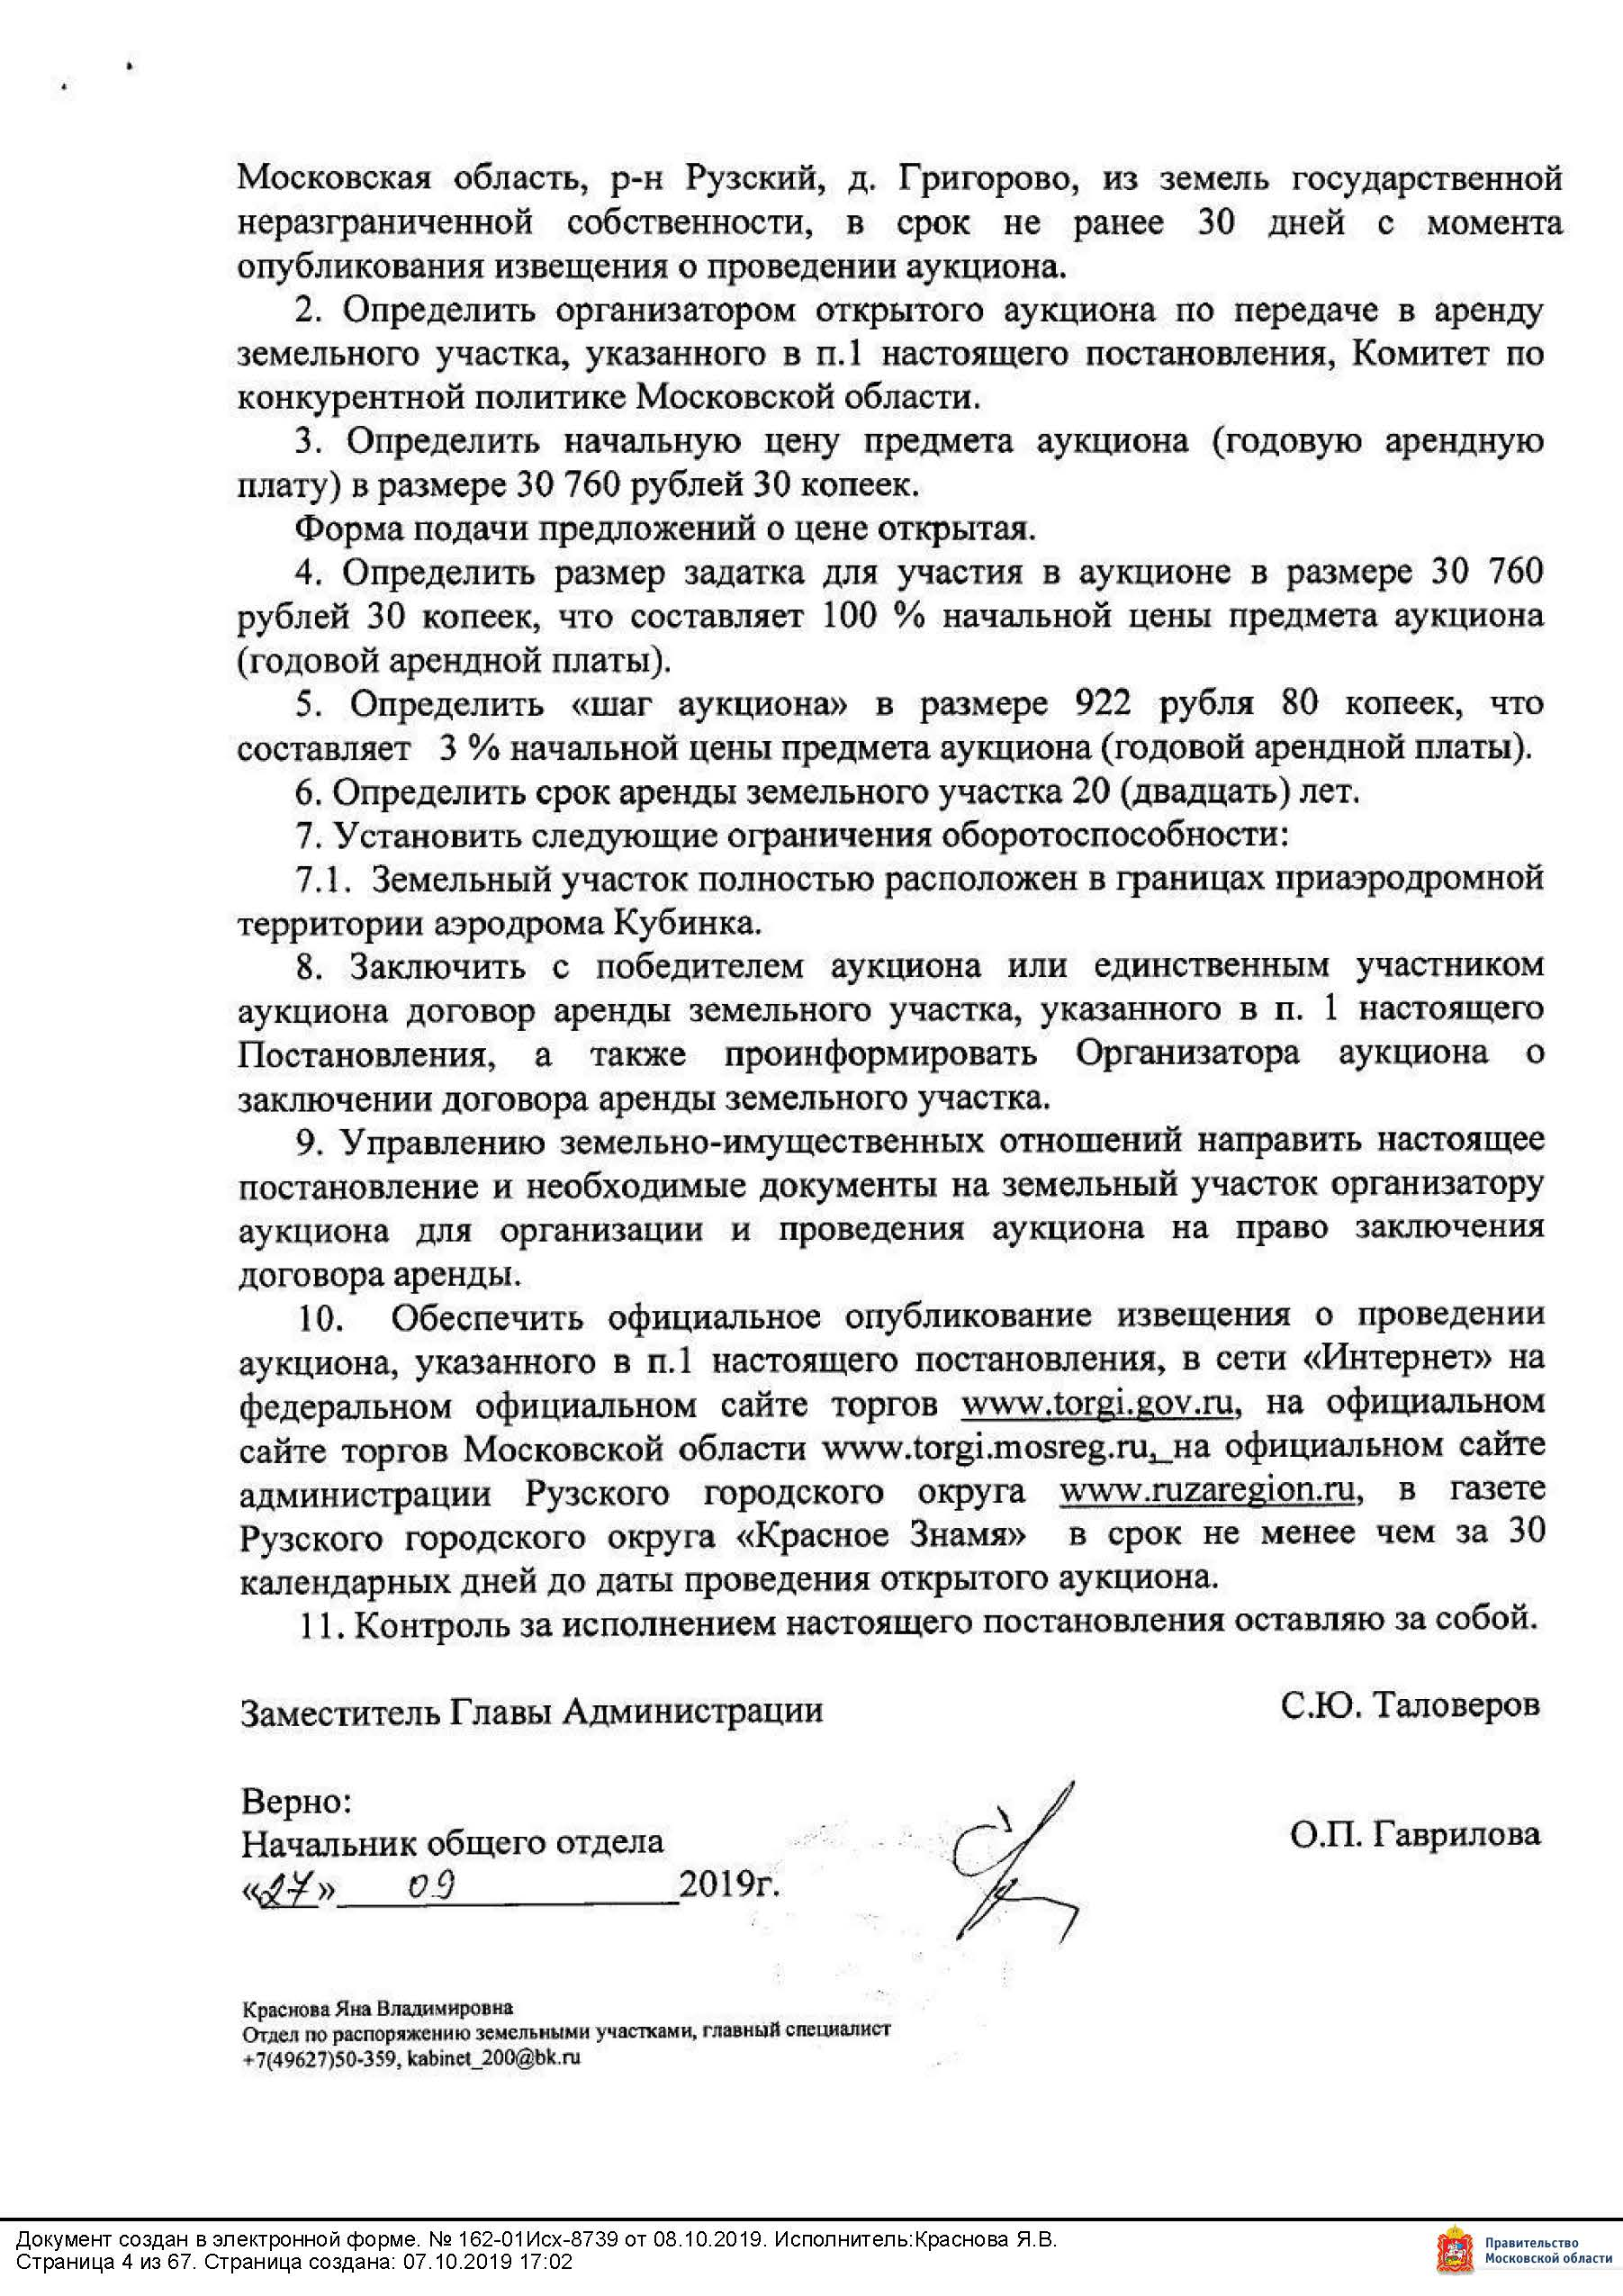 Московская область, р-н Рузский, д. Григорово, из земель государственной
неразграниченной собственности, в срок не ранее 30 дней с момента
опубликования извещения о проведении аукциона.
2. Определить организатором открытого аукциона по передаче в аренду
земельного участка, указанного в п.1 настоящего постановления, Комитет по
конкурентной политике Московской области.
3. Определить начальную цену предмета аукциона (годовую арендную
плату) в размере 30 760 рублей 30 копеек.
Форма подачи предложений о цене открытая.
4. Определить размер задатка для участия в аукционе в размере 30 760
рублей 30 копеек, что составляет 100 % начальной цены предмета аукциона
(годовой арендной платы).
5. Определить «шаг аукциона» в размере 922 рубля 80 копеек, что
составляет 3 % начальной цены предмета аукциона (годовой арендной платы).
6. Определить срок аренды земельного участка 20 (двадцать) лет.
7. Установить следующие ограничения оборотоспособности:
7.1. Земельный участок полностью расположен в границах приаэродромной
территории аэродрома Кубинка.
8. Заключить с победителем аукциона или единственным участником
аукциона договор аренды земельного участка, указанного в п. 1 настоящего
Постановления, а также проинформировать Организатора аукциона о
заключении договора аренды земельного участка.
9. Управлению земельно-имущественных отношений направить настоящее
постановление и необходимые документы на земельный участок организатору
аукциона для организации и проведения аукциона на право заключения
договора аренды.
10. Обеспечить официальное опубликование извещения о проведении
аукциона, указанного в п.1 настоящего постановления, в сети «Интернет» на
федеральном официальном сайте торгов www.torgi.gov.ru, на официальном
сайте торгов Московской области www.torgi.mosreg.ru, на официальном сайте
администрации Рузского городского округа www.ruzaregion.ru, в газете
Рузского городского округа «Красное Знамя» в срок не менее чем за 30
календарных дней до даты проведения открытого аукциона.
11. Контроль за исполнением настоящего постановления оставляю за собой.
Заместитель Главы Администрации С.Ю. Таловеров
Верно:
Начальник общего отдела О.П. Гаврилова
«27» 09 2019г.
Краснова Яна Владимировна
Отдел по распоряжению земельными участками, главный специалист
+7(49627)50-359, kabinet_200@bk.ru
Документ создан в электронной форме. № 162-01Исх-8739 от 08.10.2019. Исполнитель:Краснова Я.В.
Страница 4 из 67. Страница создана: 07.10.2019 17:02
Правительство
Московской области